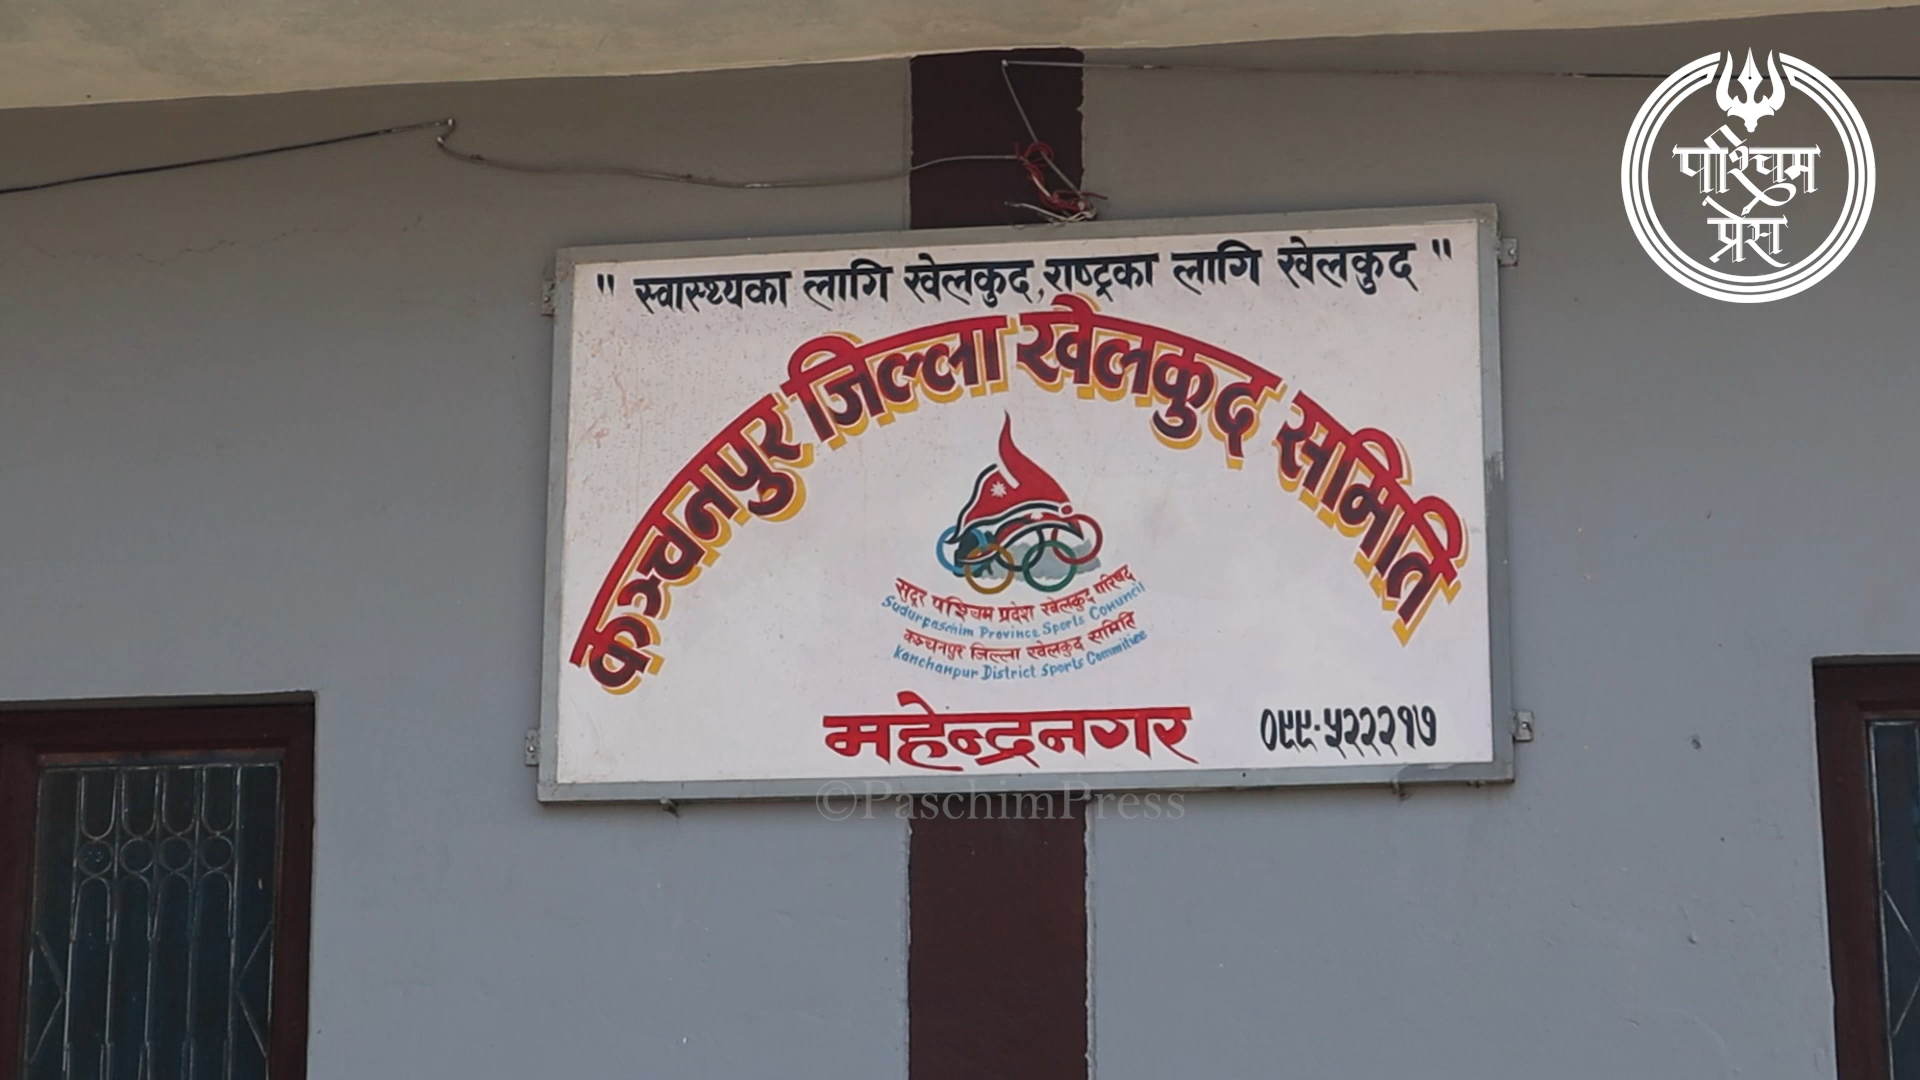 पश्चिम
प्रेस
" स्वास्थ्यका लागि खेलकुद, राष्ट्रका लागि खेलकुद "
कञ्चनपुर जिल्ला खेलकुद समिति
सुदूर पश्चिम प्रदेश खेलकुद परिषद
Sudurpaschim Province Sports Council
कञ्चनपुर जिल्ला खेलकुद समिति
Kanchanpur District Sports Committee
महेन्द्रनगर ०९९-५२२२१७
©PaschimPress